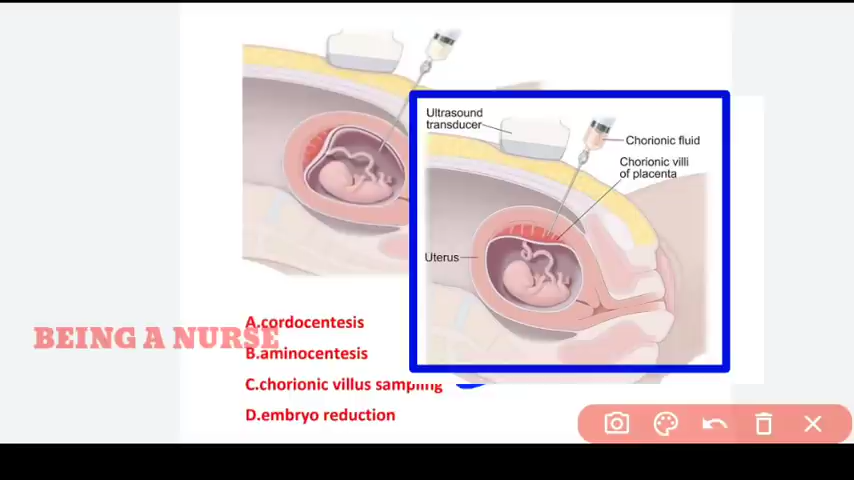 Ultrasound
transducer
Chorionic fluid
Chorionic villi
of placenta
Uterus
A.cordocentesis
BEING A NURSE
B.aminocentesis
C.chorionic villus sampling
D.embryo reduction